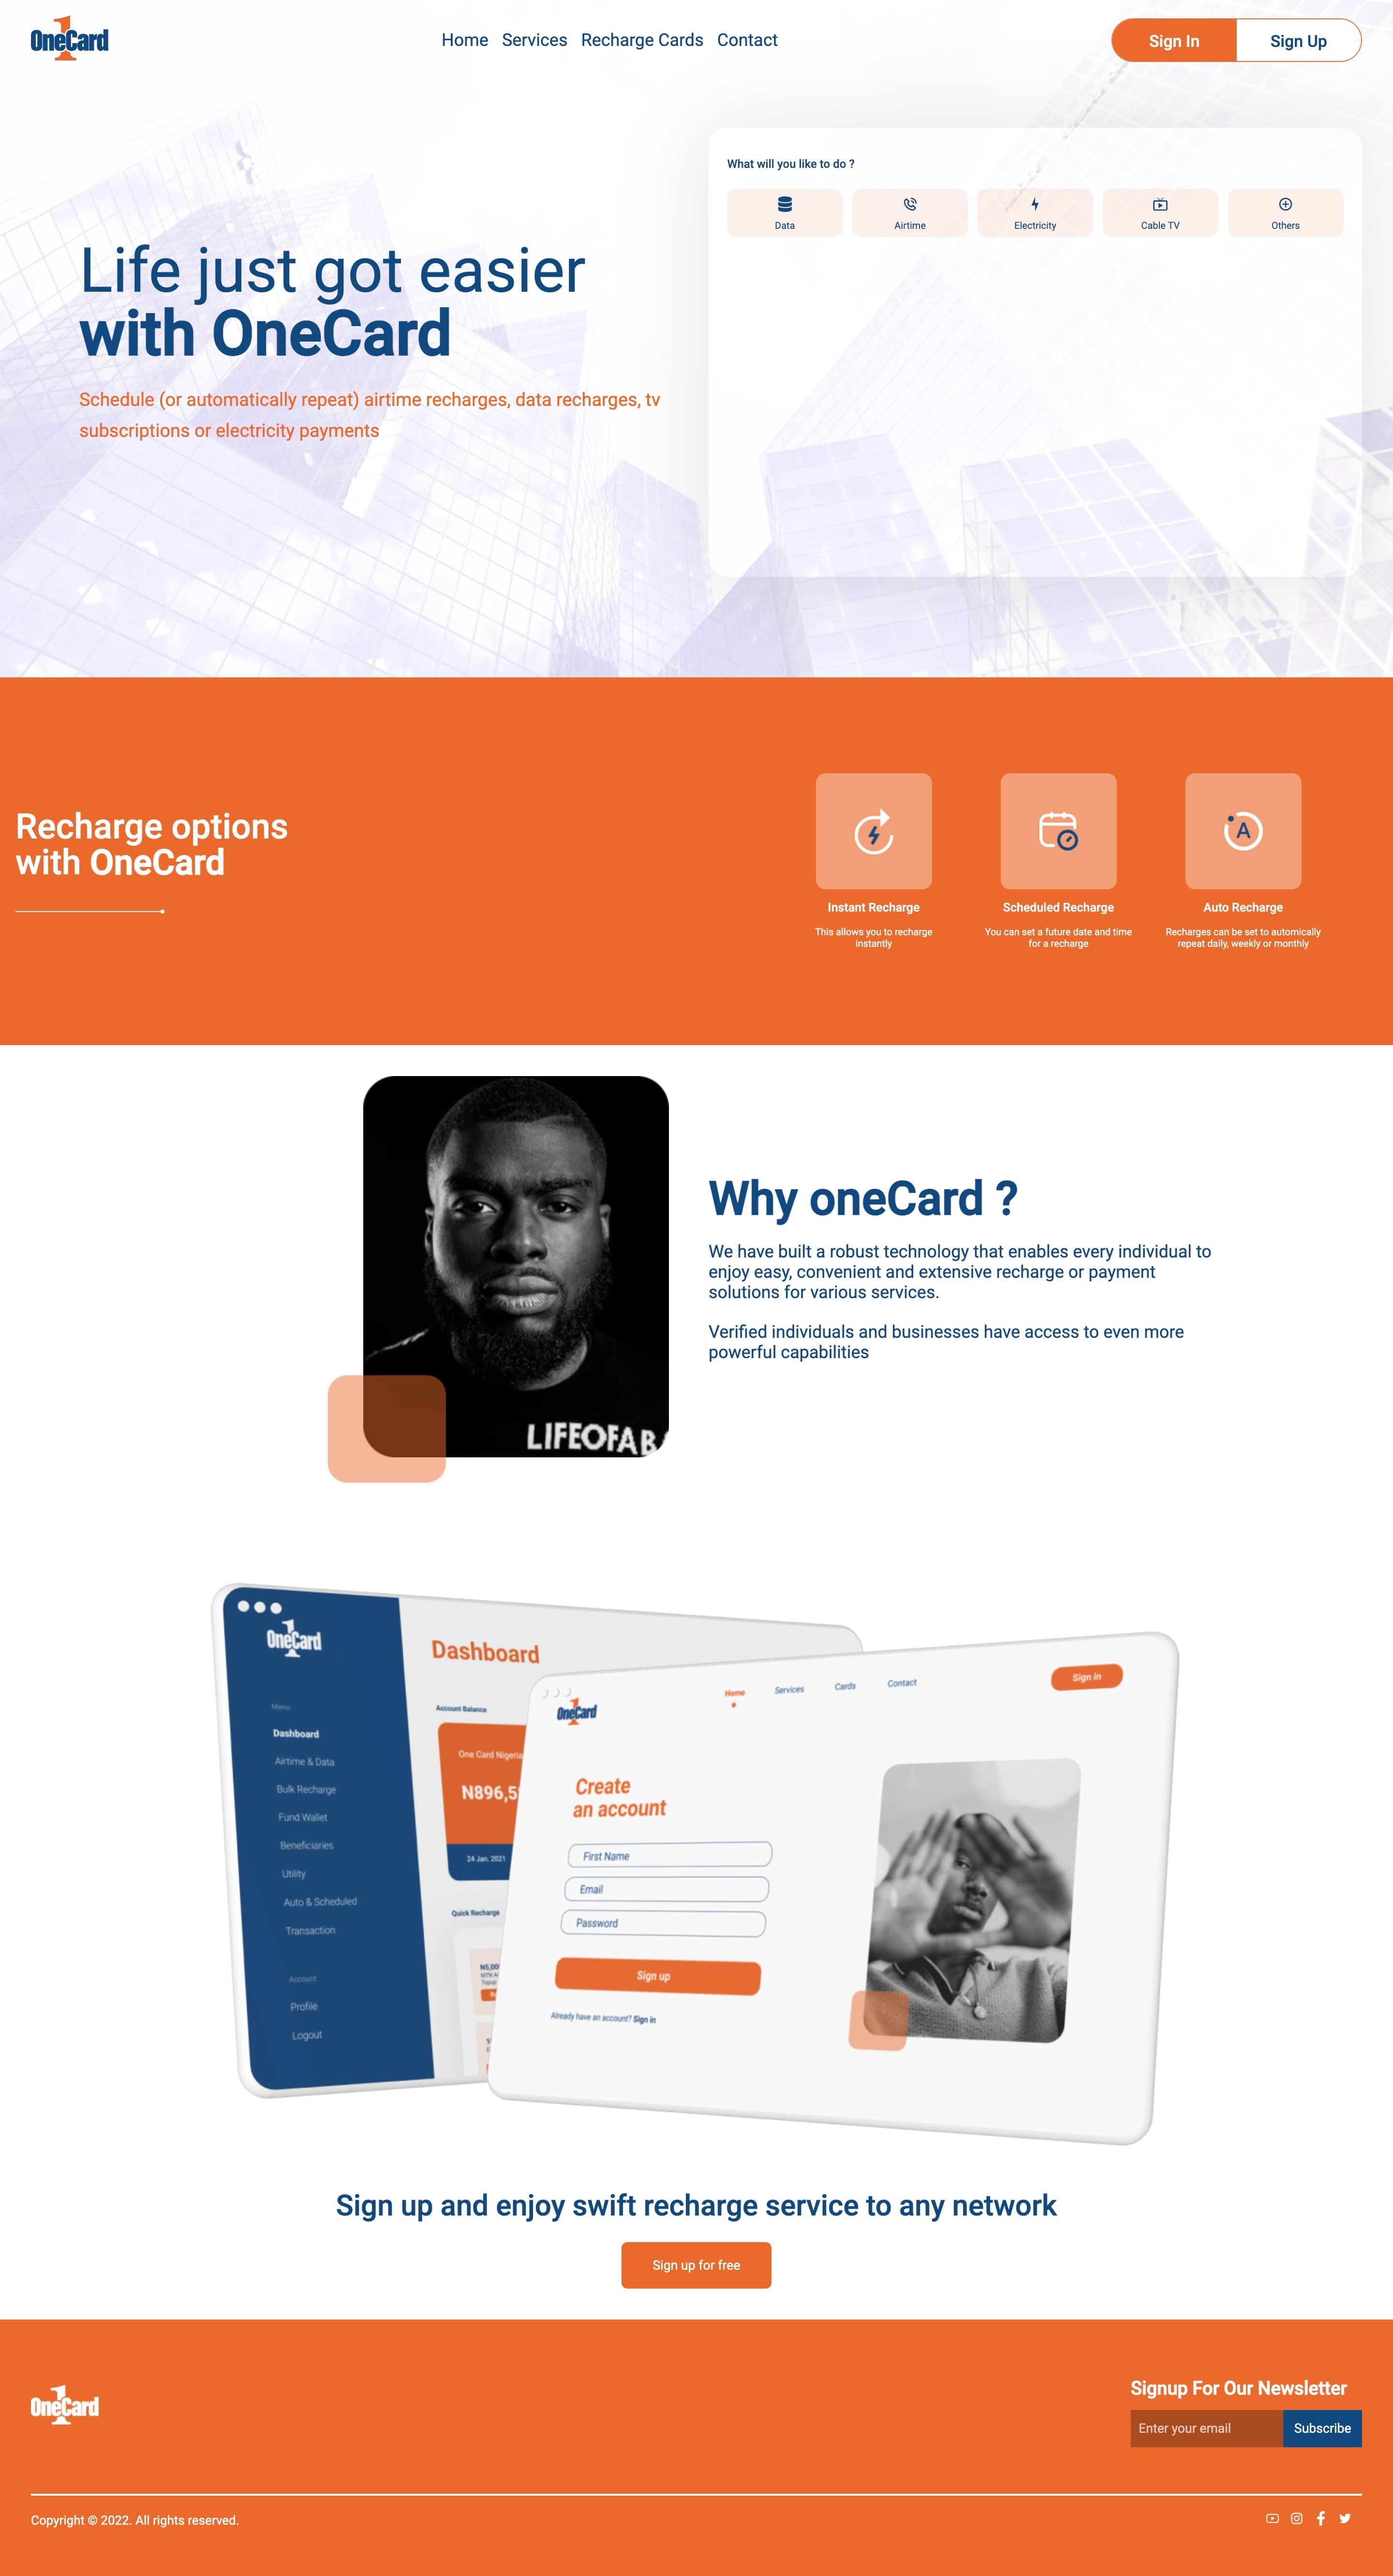 OneCard
Home Services Recharge Cards Contact
Sign In Sign Up
What will you like to do ?
Data Airtime Electricity Cable TV Others
Life just got easier
with OneCard
Schedule (or automatically repeat) airtime recharges, data recharges, tv
subscriptions or electricity payments
Recharge options
with OneCard
A
Instant Recharge
This allows you to recharge
instantly
Scheduled Recharge
You can set a future date and time
for a recharge
Auto Recharge
Recharges can be set to automically
repeat daily, weekly or monthly
LIFEOFABA
Why oneCard ?
We have built a robust technology that enables every individual to
enjoy easy, convenient and extensive recharge or payment
solutions for various services.
Verified individuals and businesses have access to even more
powerful capabilities
OneCard
Menu
Dashboard
Airtime & Data
Bulk Recharge
Fund Wallet
Beneficiaries
Utility
Auto & Scheduled
Transaction
Account
Profile
Logout
Dashboard
Account Balance
One Card Nigeria
N896,5
24 Jan. 2021
Quick Recharge
N5,00
OneCard
Home Services Cards Contact
Sign in
Create
an account
First Name
Email
Password
Sign up
Already have an account? Sign in
Sign up and enjoy swift recharge service to any network
Sign up for free
OneCard
Signup For Our Newsletter
Enter your email Subscribe
Copyright © 2022. All rights reserved.